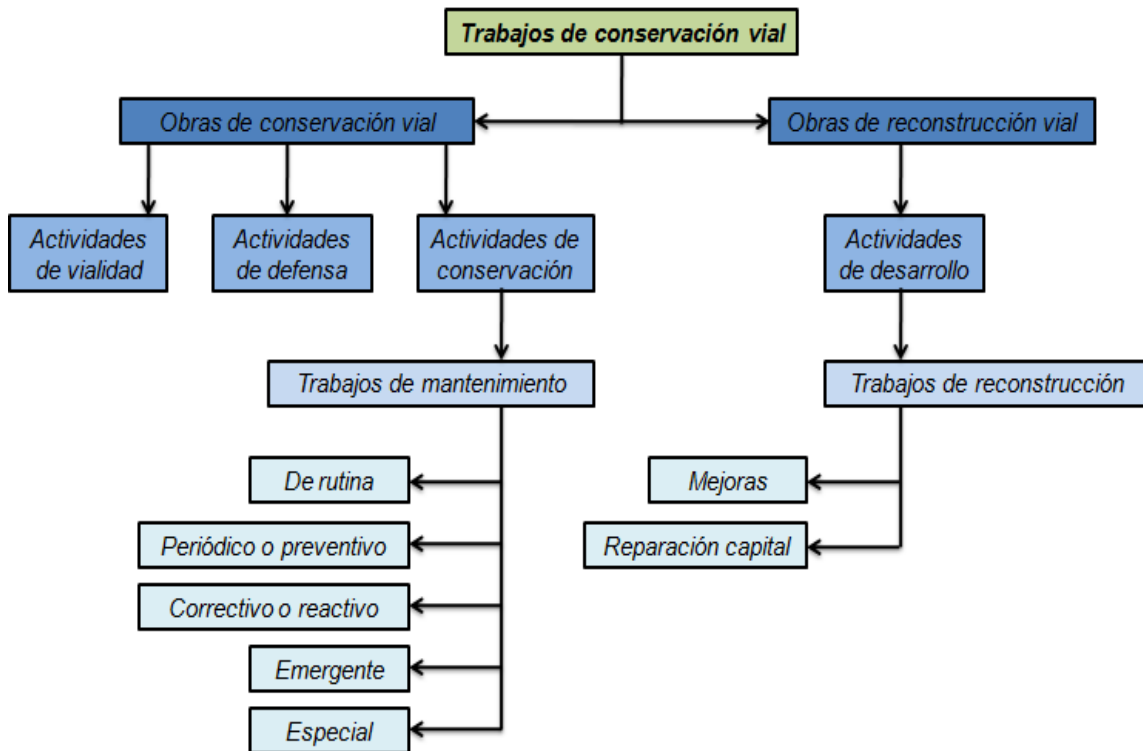 Trabajos de conservación vial
Obras de conservación vial
Obras de reconstrucción vial
Actividades
de vialidad
Actividades
de defensa
Actividades de
conservación
Actividades
de desarrollo
Trabajos de mantenimiento
Trabajos de reconstrucción
De rutina
Periódico o preventivo
Correctivo o reactivo
Emergente
Especial
Mejoras
Reparación capital